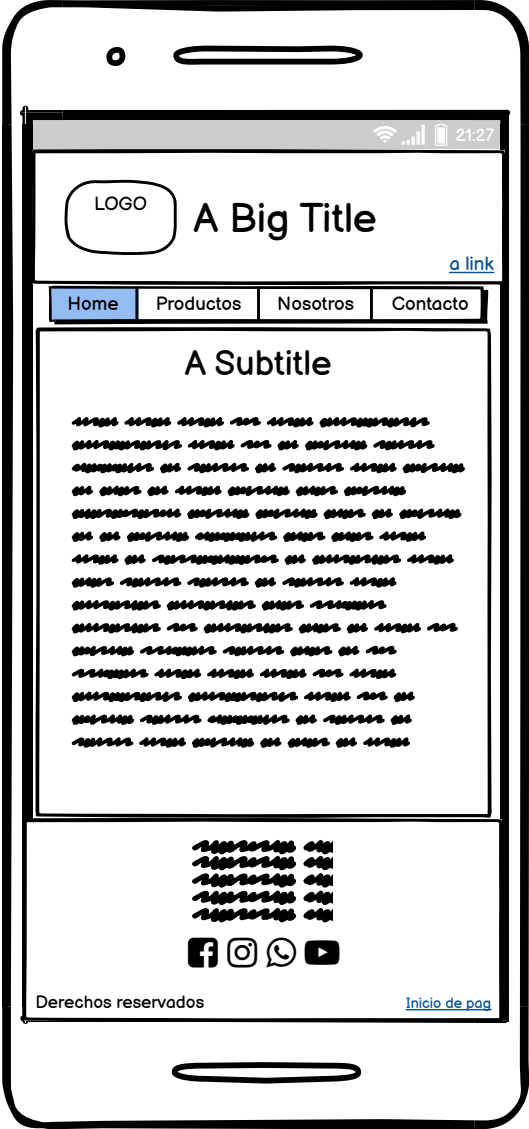 21:27
LOGO
A Big Title
a link
Home Productos Nosotros Contacto
A Subtitle
Derechos reservados Inicio de pag